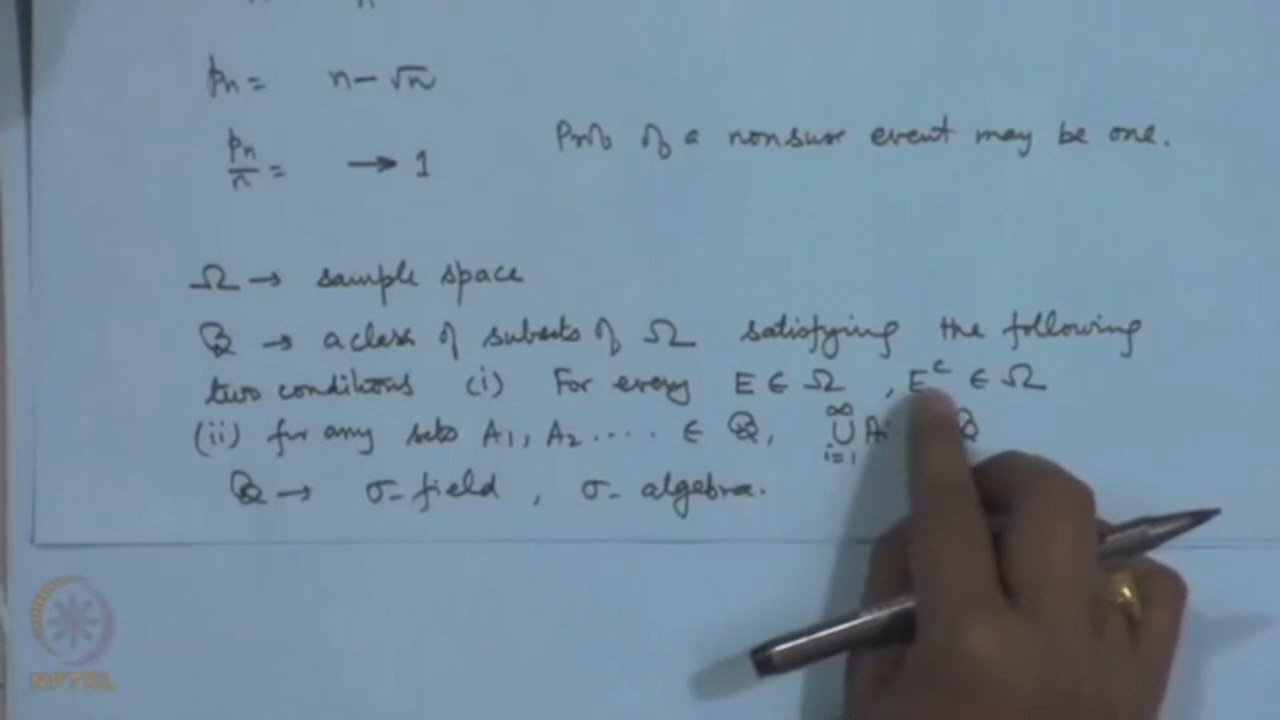 pn = n - √n
pn/n = → 1 Prob of a nonsure event may be one.
Ω → sample space
ℬ → a class of subsets of Ω satisfying the following
two conditions (i) For every E ∈ Ω , E^c ∈ Ω
(ii) for any sets A1, A2 ..... ∈ ℬ, ∞ ∪ i=1 Ai ℬ
ℬ → σ-field , σ- algebra.
NPTEL